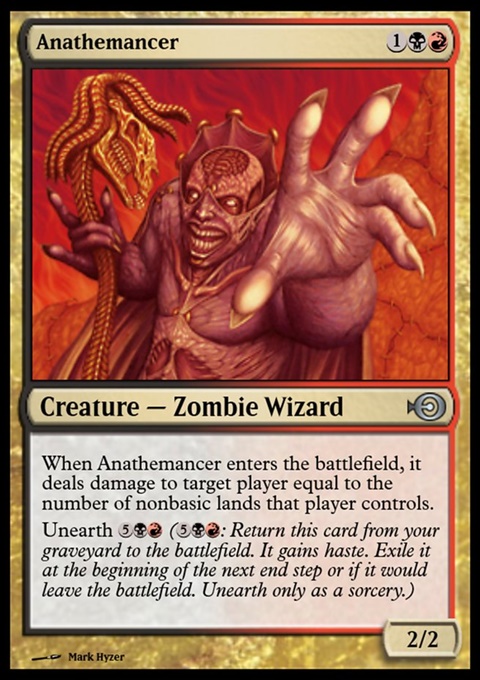 Anathemancer 1
Creature — Zombie Wizard
When Anathemancer enters the battlefield, it
deals damage to target player equal to the
number of nonbasic lands that player controls.
Unearth 5 (5: Return this card from your
graveyard to the battlefield. It gains haste. Exile it
at the beginning of the next end step or if it would
leave the battlefield. Unearth only as a sorcery.)
2/2
Mark Hyzer